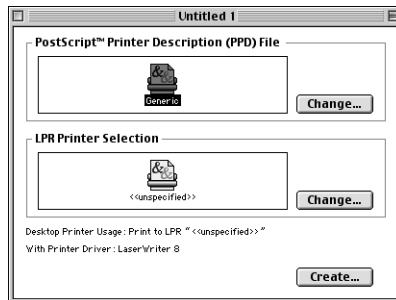 Untitled 1
PostScript™ Printer Description (PPD) File
Generic
Change...
LPR Printer Selection
<<unspecified>>
Change...
Desktop Printer Usage: Print to LPR "<<unspecified>>"
With Printer Driver: LaserWriter 8
Create...